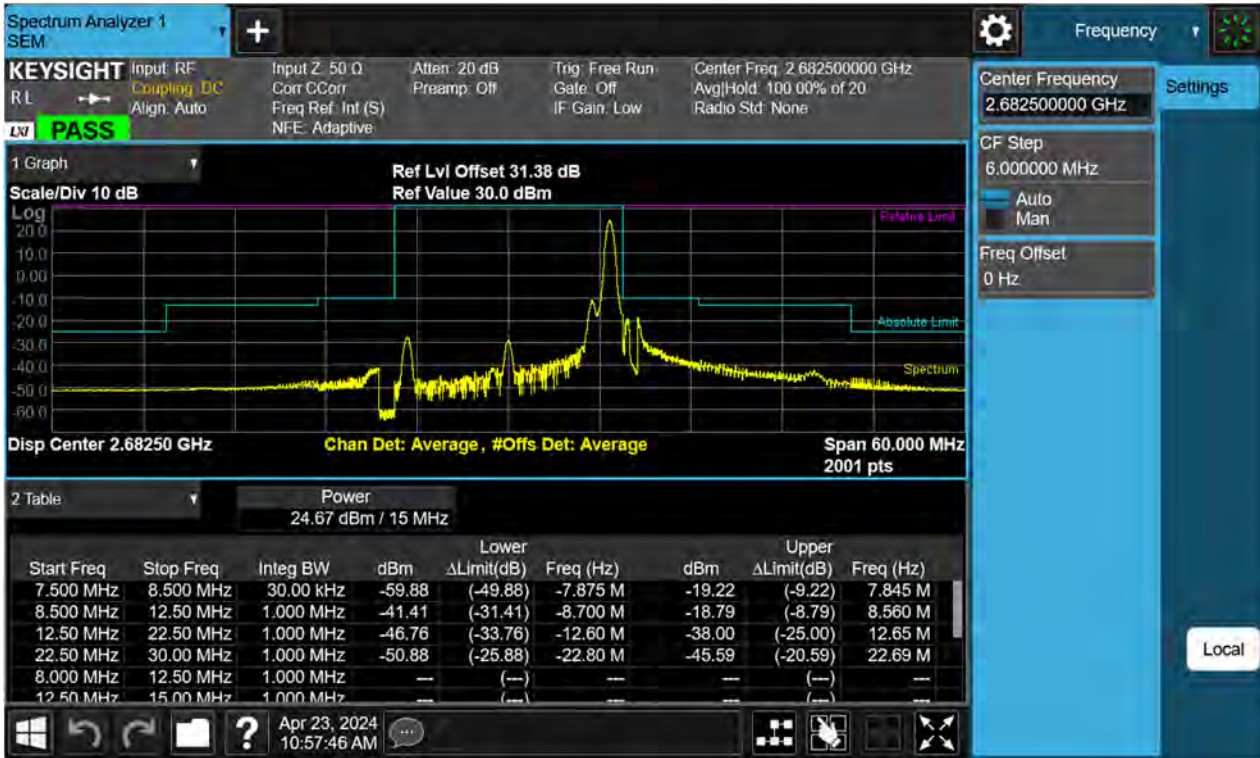 Spectrum Analyzer 1
SEM
+
Frequency
KEYSIGHT
RL
LXI
PASS
Input: RF
Coupling: DC
Align: Auto
Input Z: 50 Ω
Corr CCorr
Freq Ref: Int (S)
NFE: Adaptive
Atten: 20 dB
Preamp: Off
Trig: Free Run
Gate: Off
IF Gain: Low
Center Freq: 2.682500000 GHz
Avg|Hold: 100.00% of 20
Radio Std: None
Center Frequency
2.682500000 GHz
Settings
CF Step
6.000000 MHz
Auto
Man
Freq Offset
0 Hz
Local
1 Graph
Scale/Div 10 dB
Ref Lvl Offset 31.38 dB
Ref Value 30.0 dBm
Log
20.0
10.0
0.00
-10.0
-20.0
-30.0
-40.0
-50.0
-60.0
Relative Limit
Absolute Limit
Spectrum
Disp Center 2.68250 GHz
Chan Det: Average, #Offs Det: Average
Span 60.000 MHz
2001 pts
2 Table
Power
24.67 dBm / 15 MHz
Lower Upper
Start Freq Stop Freq Integ BW dBm ΔLimit(dB) Freq (Hz) dBm ΔLimit(dB) Freq (Hz)
7.500 MHz 8.500 MHz 30.00 kHz -59.88 (-49.88) -7.875 M -19.22 (-9.22) 7.845 M
8.500 MHz 12.50 MHz 1.000 MHz -41.41 (-31.41) -8.700 M -18.79 (-8.79) 8.560 M
12.50 MHz 22.50 MHz 1.000 MHz -46.76 (-33.76) -12.60 M -38.00 (-25.00) 12.65 M
22.50 MHz 30.00 MHz 1.000 MHz -50.88 (-25.88) -22.80 M -45.59 (-20.59) 22.69 M
8.000 MHz 12.50 MHz 1.000 MHz --- (---) --- --- (---) ---
12.50 MHz 15.00 MHz 1.000 MHz --- (---) --- --- (---) ---
?
Apr 23, 2024
10:57:46 AM